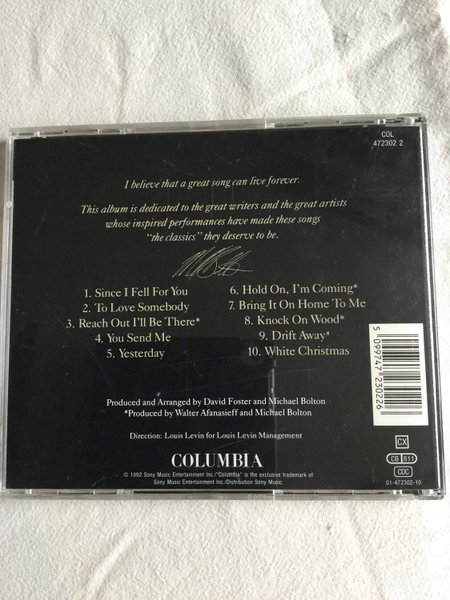 COL
472302 2
I believe that a great song can live forever.
This album is dedicated to the great writers and the great artists
whose inspired performances have made these songs
"the classics" they deserve to be.
1. Since I Fell For You
2. To Love Somebody
3. Reach Out I'll Be There*
4. You Send Me
5. Yesterday
6. Hold On, I'm Coming*
7. Bring It On Home To Me
8. Knock On Wood*
9. Drift Away*
10. White Christmas
5 099747 230226
Produced and Arranged by David Foster and Michael Bolton
*Produced by Walter Afanasieff and Michael Bolton
Direction: Louis Levin for Louis Levin Management
COLUMBIA
© 1992 Sony Music Entertainment Inc./"Columbia" is the exclusive trademark of
Sony Music Entertainment Inc./Distribution Sony Music
CX
CB 811
CDC
01-472302-10